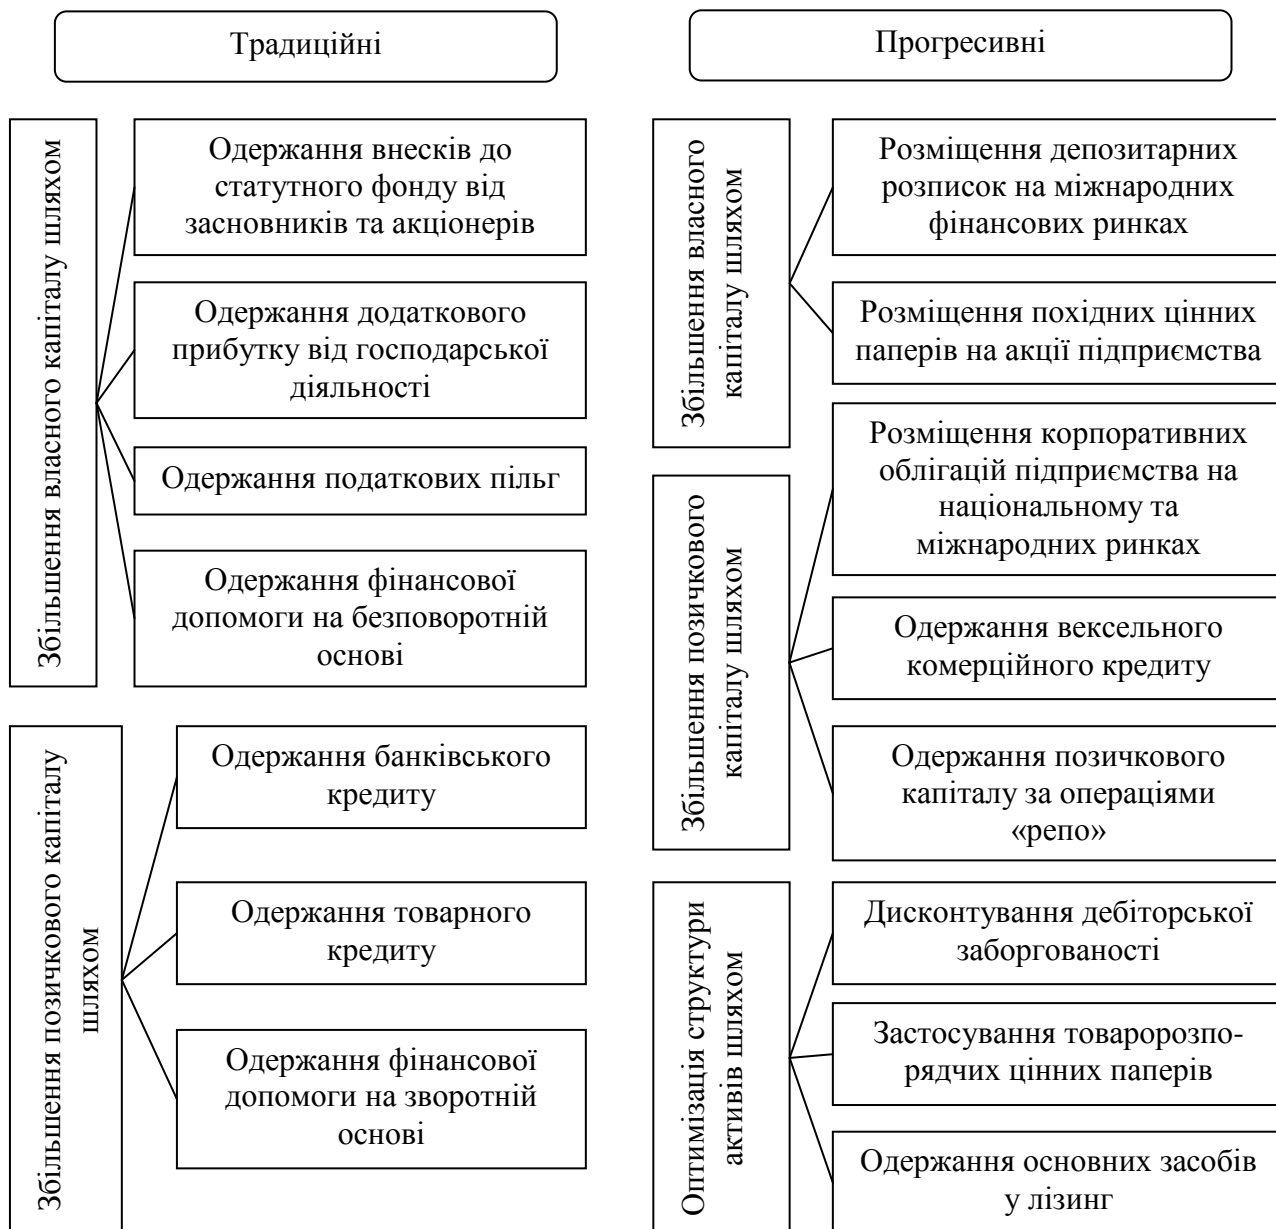 Традиційні
Збільшення власного капіталу шляхом
Одержання внесків до
статутного фонду від
засновників та акціонерів
Одержання додаткового
прибутку від господарської
діяльності
Одержання податкових пільг
Одержання фінансової
допомоги на безповоротній
основі
Збільшення позичкового капіталу
шляхом
Одержання банківського
кредиту
Одержання товарного
кредиту
Одержання фінансової
допомоги на зворотній
основі
Прогресивні
Збільшення власного
капіталу шляхом
Розміщення депозитарних
розписок на міжнародних
фінансових ринках
Розміщення похідних цінних
паперів на акції підприємства
Збільшення позичкового
капіталу шляхом
Розміщення корпоративних
облігацій підприємства на
національному та
міжнародних ринках
Одержання вексельного
комерційного кредиту
Одержання позичкового
капіталу за операціями
«репо»
Оптимізація структури
активів шляхом
Дисконтування дебіторської
заборгованості
Застосування товаророзпо-
рядчих цінних паперів
Одержання основних засобів
у лізинг